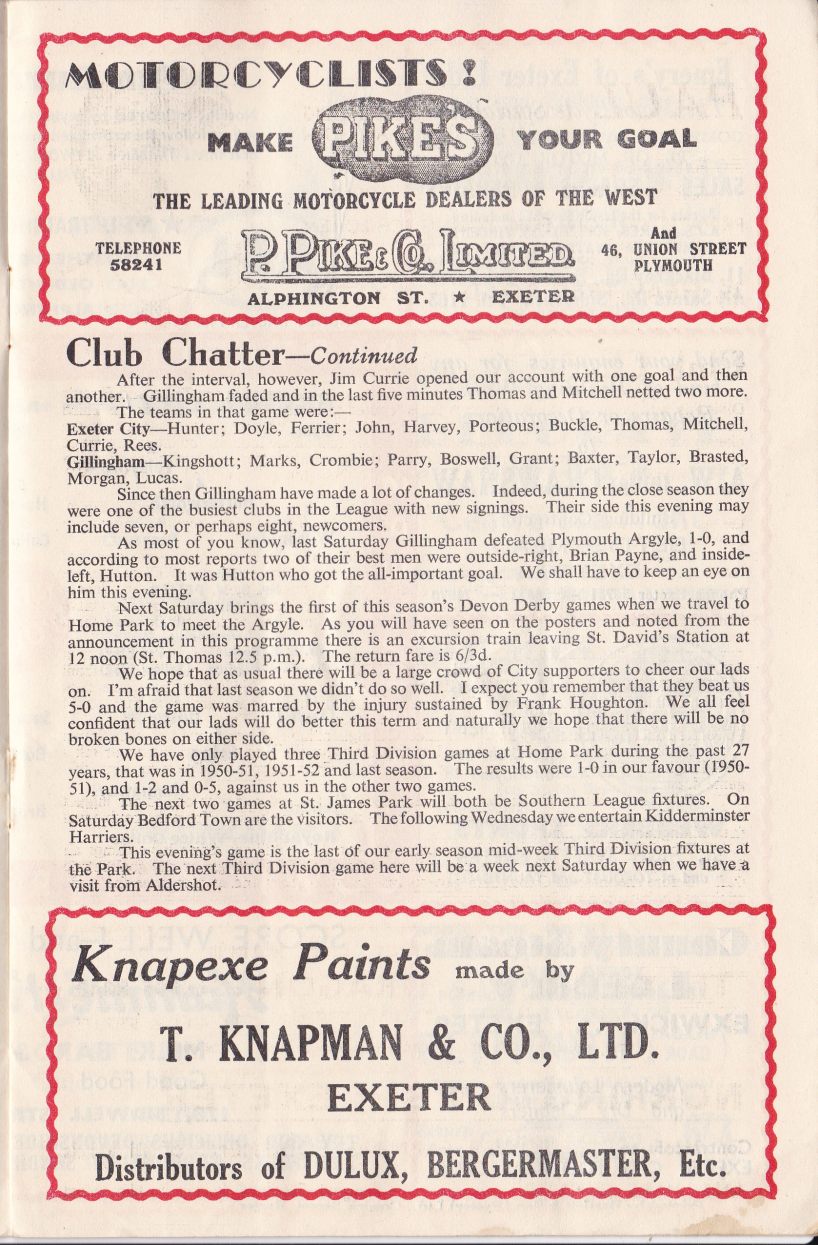 MOTORCYCLISTS!
MAKE PIKE'S YOUR GOAL
THE LEADING MOTORCYCLE DEALERS OF THE WEST
TELEPHONE
58241
P. PIKE & Co. LIMITED.
And
46, UNION STREET
PLYMOUTH
ALPHINGTON ST. ★ EXETER
Club Chatter—Continued
After the interval, however, Jim Currie opened our account with one goal and then
another. Gillingham faded and in the last five minutes Thomas and Mitchell netted two more.
The teams in that game were:—
Exeter City—Hunter; Doyle, Ferrier; John, Harvey, Porteous; Buckle, Thomas, Mitchell,
Currie, Rees.
Gillingham—Kingshott; Marks, Crombie; Parry, Boswell, Grant; Baxter, Taylor, Brasted,
Morgan, Lucas.
Since then Gillingham have made a lot of changes. Indeed, during the close season they
were one of the busiest clubs in the League with new signings. Their side this evening may
include seven, or perhaps eight, newcomers.
As most of you know, last Saturday Gillingham defeated Plymouth Argyle, 1-0, and
according to most reports two of their best men were outside-right, Brian Payne, and inside-
left, Hutton. It was Hutton who got the all-important goal. We shall have to keep an eye on
him this evening.
Next Saturday brings the first of this season's Devon Derby games when we travel to
Home Park to meet the Argyle. As you will have seen on the posters and noted from the
announcement in this programme there is an excursion train leaving St. David's Station at
12 noon (St. Thomas 12.5 p.m.). The return fare is 6/3d.
We hope that as usual there will be a large crowd of City supporters to cheer our lads
on. I'm afraid that last season we didn't do so well. I expect you remember that they beat us
5-0 and the game was marred by the injury sustained by Frank Houghton. We all feel
confident that our lads will do better this term and naturally we hope that there will be no
broken bones on either side.
We have only played three Third Division games at Home Park during the past 27
years, that was in 1950-51, 1951-52 and last season. The results were 1-0 in our favour (1950-
51), and 1-2 and 0-5, against us in the other two games.
The next two games at St. James Park will both be Southern League fixtures. On
Saturday Bedford Town are the visitors. The following Wednesday we entertain Kidderminster
Harriers.
This evening's game is the last of our early season mid-week Third Division fixtures at
the Park. The next Third Division game here will be a week next Saturday when we have a
visit from Aldershot.
Knapexe Paints made by
T. KNAPMAN & CO., LTD.
EXETER
Distributors of DULUX, BERGERMASTER, Etc.